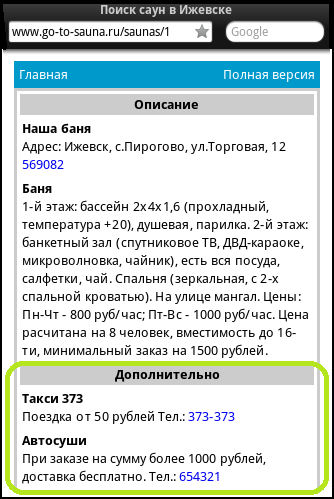 Поиск саун в Ижевске
www.go-to-sauna.ru/saunas/1
Google
Главная
Полная версия
Описание
Наша баня
Адрес: Ижевск, с.Пирогово, ул.Торговая, 12
569082
Баня
1-й этаж: бассейн 2х4х1,6 (прохладный,
температура +20), душевая, парилка. 2-й этаж:
банкетный зал (спутниковое ТВ, ДВД-караоке,
микроволновка, чайник), есть вся посуда,
салфетки, чай. Спальня (зеркальная, с 2-х
спальной кроватью). На улице мангал. Цены:
Пн-Чт - 800 руб/час; Пт-Вс - 1000 руб/час. Цена
расчитана на 8 человек, вместимость до 16-
ти, минимальный заказ на 1500 рублей.
Дополнительно
Такси 373
Поездка от 50 рублей Тел.: 373-373
Автосуши
При заказе на сумму более 1000 рублей,
доставка бесплатно. Тел.: 654321